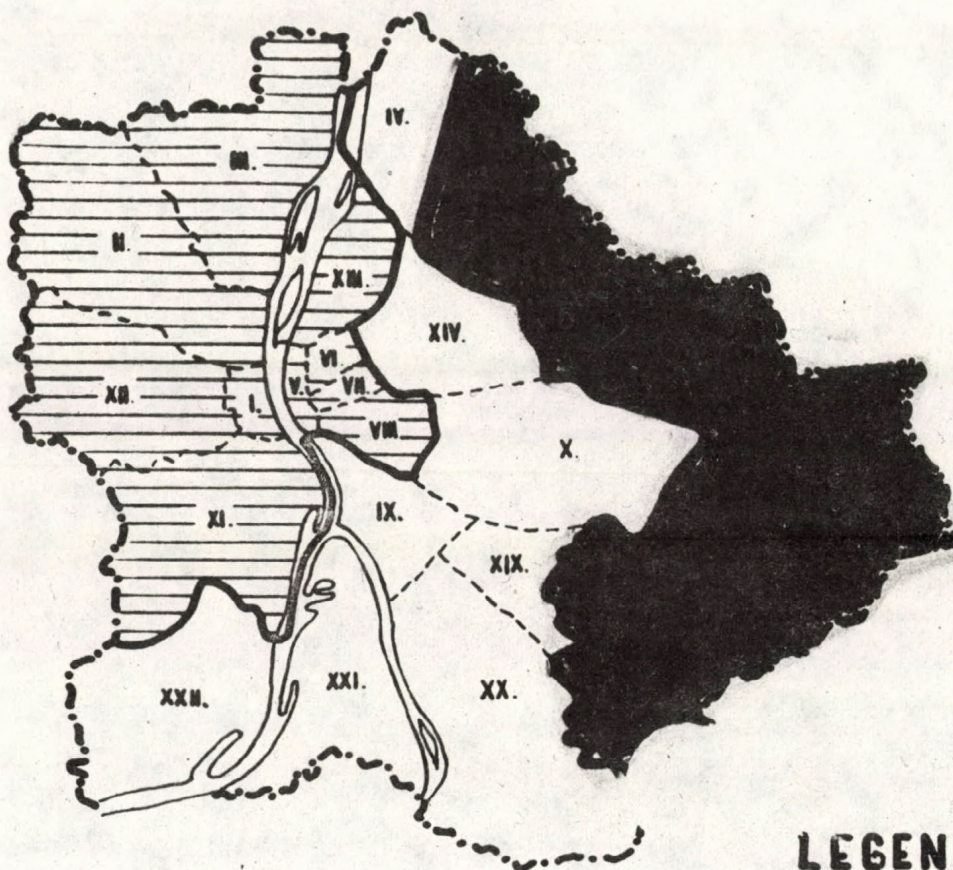 IV.
III.
II.
XIII.
XIV.
VI.
VII.
XII.
I.
V.
VIII.
X.
XI.
IX.
XIX.
XXII.
XXI.
XX.
LEGEN